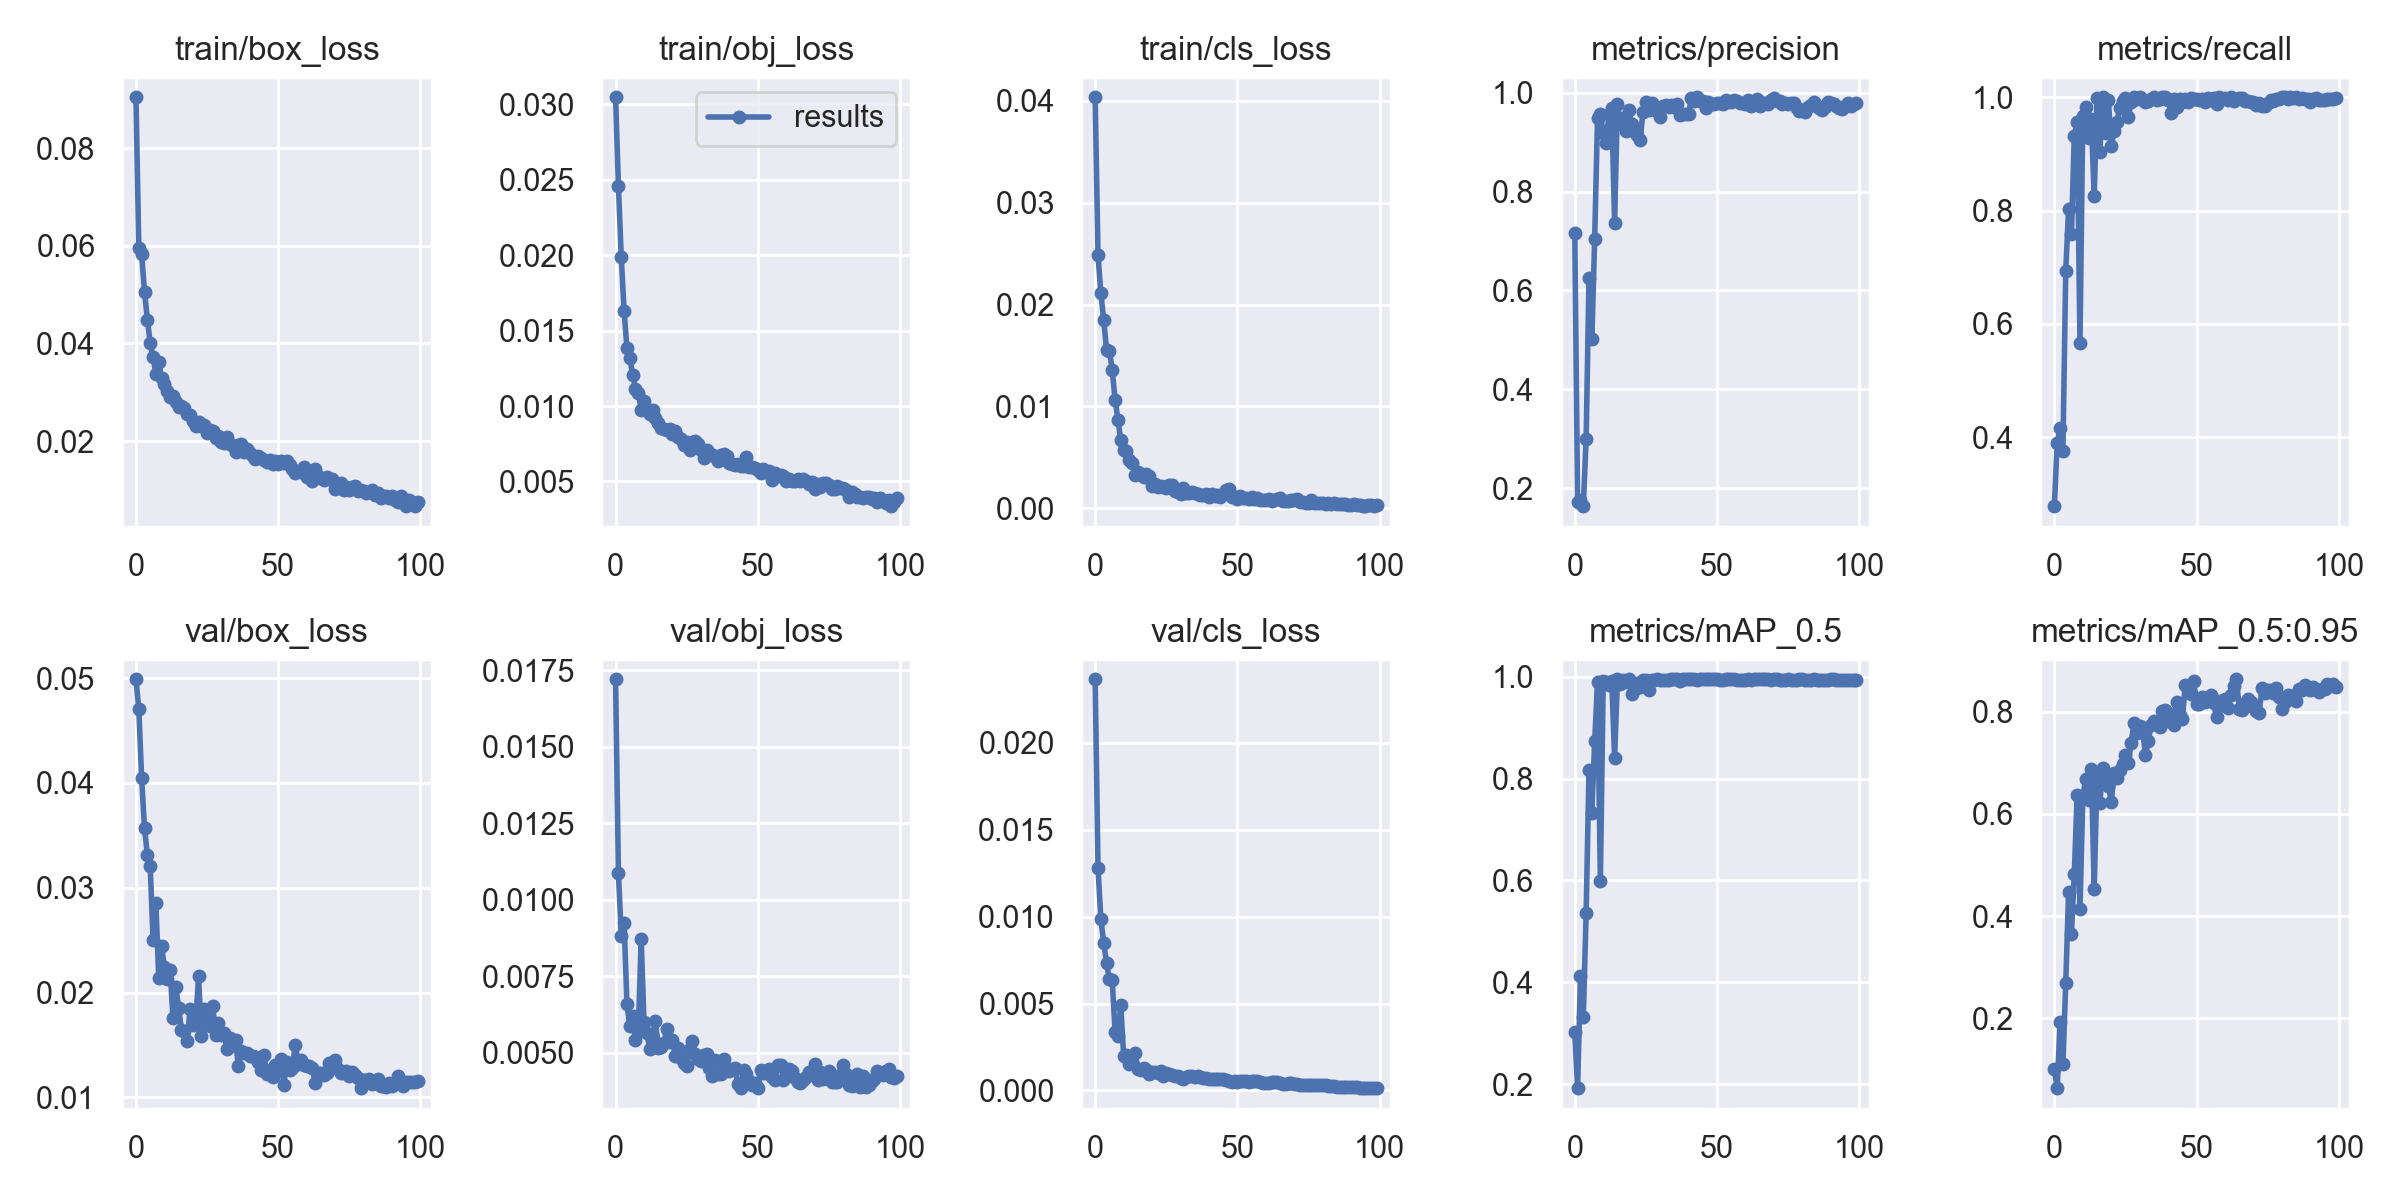 train/box_loss
0.08
0.06
0.04
0.02
0 50 100
train/obj_loss
results
0.030
0.025
0.020
0.015
0.010
0.005
0 50 100
train/cls_loss
0.04
0.03
0.02
0.01
0.00
0 50 100
metrics/precision
1.0
0.8
0.6
0.4
0.2
0 50 100
metrics/recall
1.0
0.8
0.6
0.4
0 50 100
val/box_loss
0.05
0.04
0.03
0.02
0.01
0 50 100
val/obj_loss
0.0175
0.0150
0.0125
0.0100
0.0075
0.0050
0 50 100
val/cls_loss
0.020
0.015
0.010
0.005
0.000
0 50 100
metrics/mAP_0.5
1.0
0.8
0.6
0.4
0.2
0 50 100
metrics/mAP_0.5:0.95
0.8
0.6
0.4
0.2
0 50 100